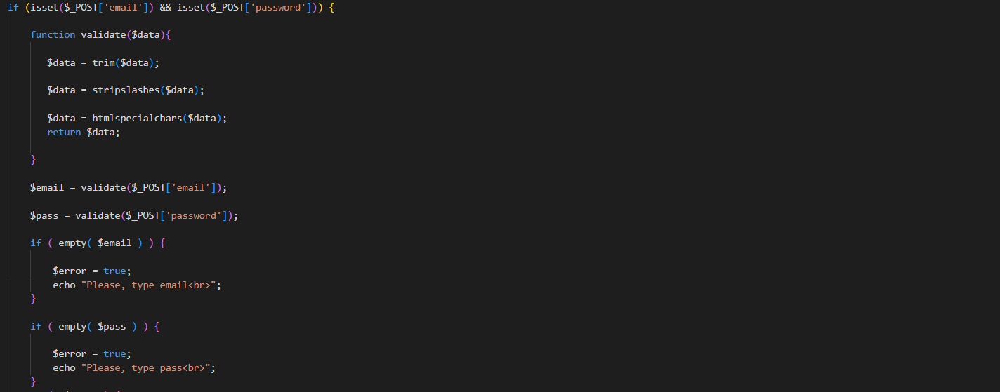 if (isset($_POST['email']) && isset($_POST['password'])) {
function validate($data){
$data = trim($data);
$data = stripslashes($data);
$data = htmlspecialchars($data);
return $data;
}
$email = validate($_POST['email']);
$pass = validate($_POST['password']);
if ( empty( $email ) ) {
$error = true;
echo "Please, type email<br>";
}
if ( empty( $pass ) ) {
$error = true;
echo "Please, type pass<br>";
}